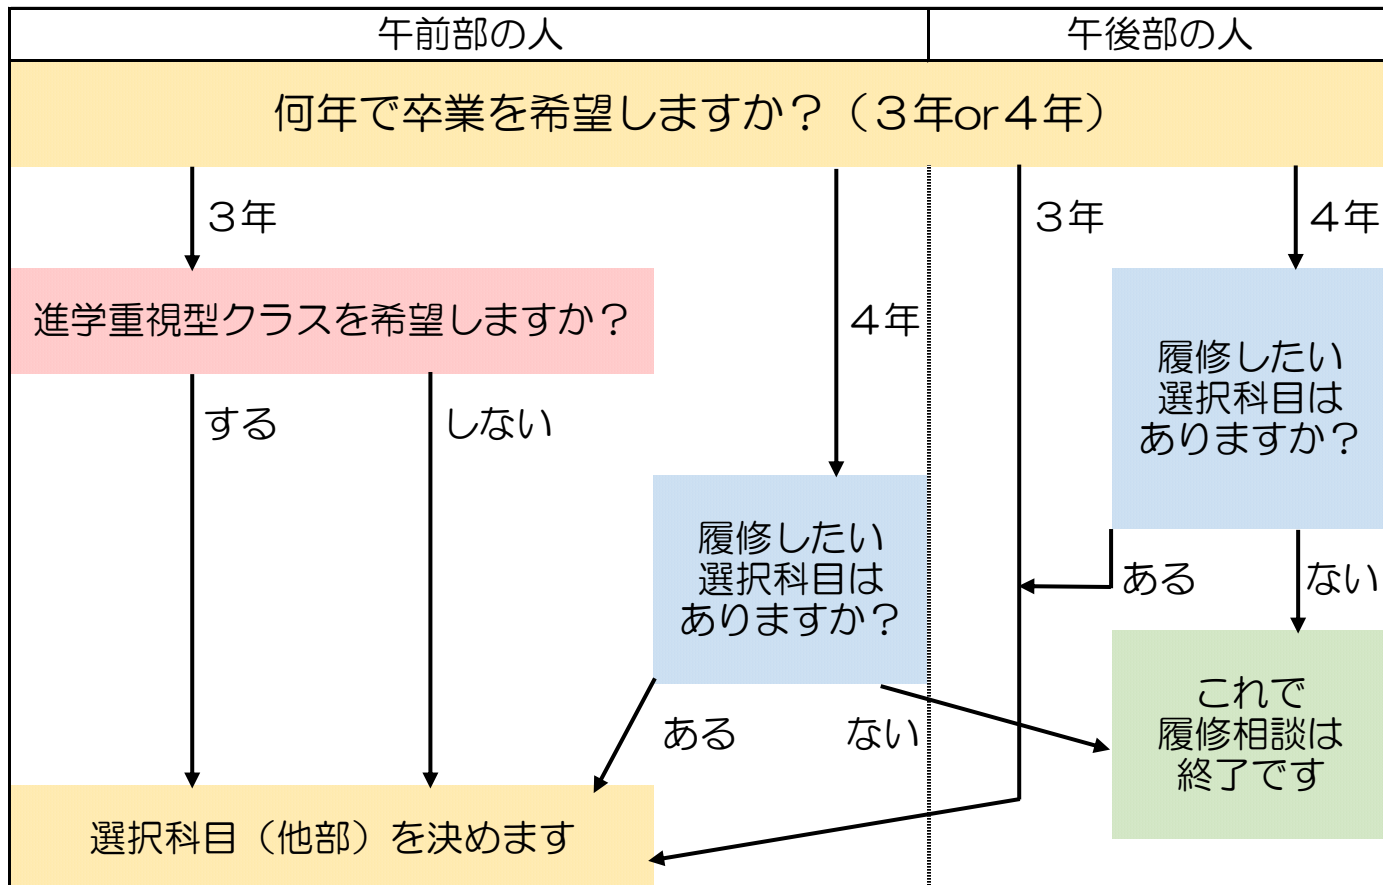 午前部の人
午後部の人
何年で卒業を希望しますか？（３年or４年）
３年
３年
４年
進学重視型クラスを希望しますか？
４年
履修したい
選択科目は
ありますか？
する
しない
履修したい
選択科目は
ありますか？
ある
ない
ある
ない
これで
履修相談は
終了です
選択科目（他部）を決めます